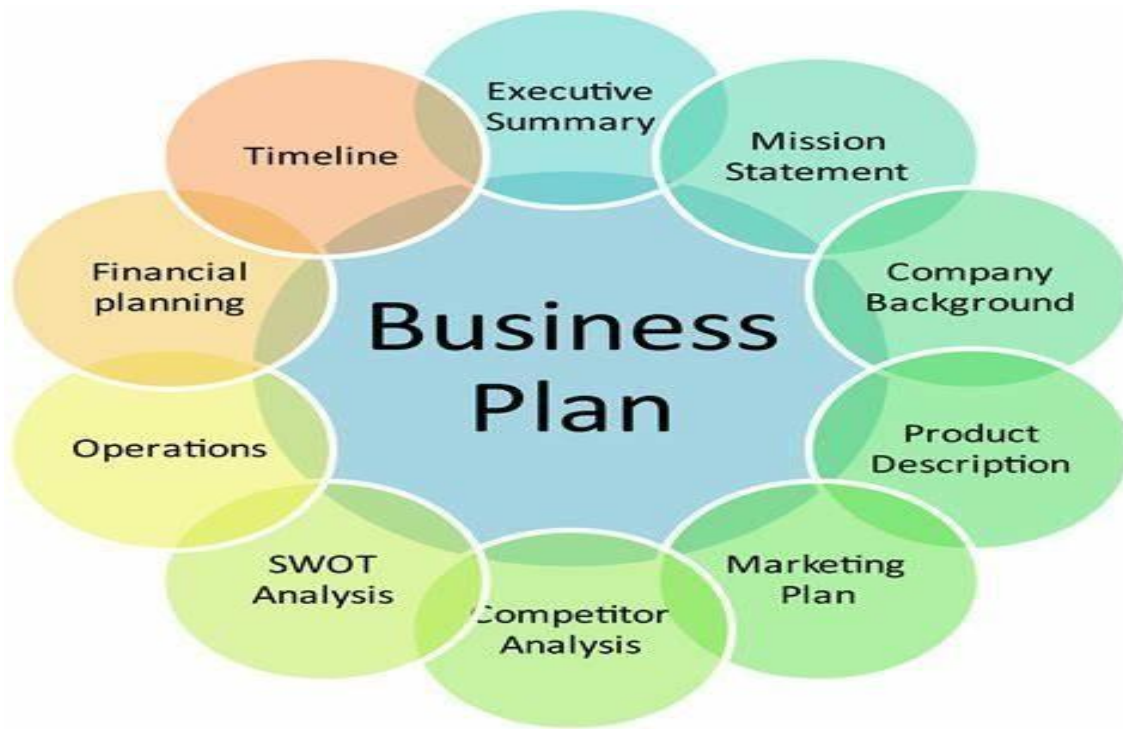 Business
Plan
Executive
Summary
Mission
Statement
Company
Background
Product
Description
Marketing
Plan
Competitor
Analysis
SWOT
Analysis
Operations
Financial
planning
Timeline